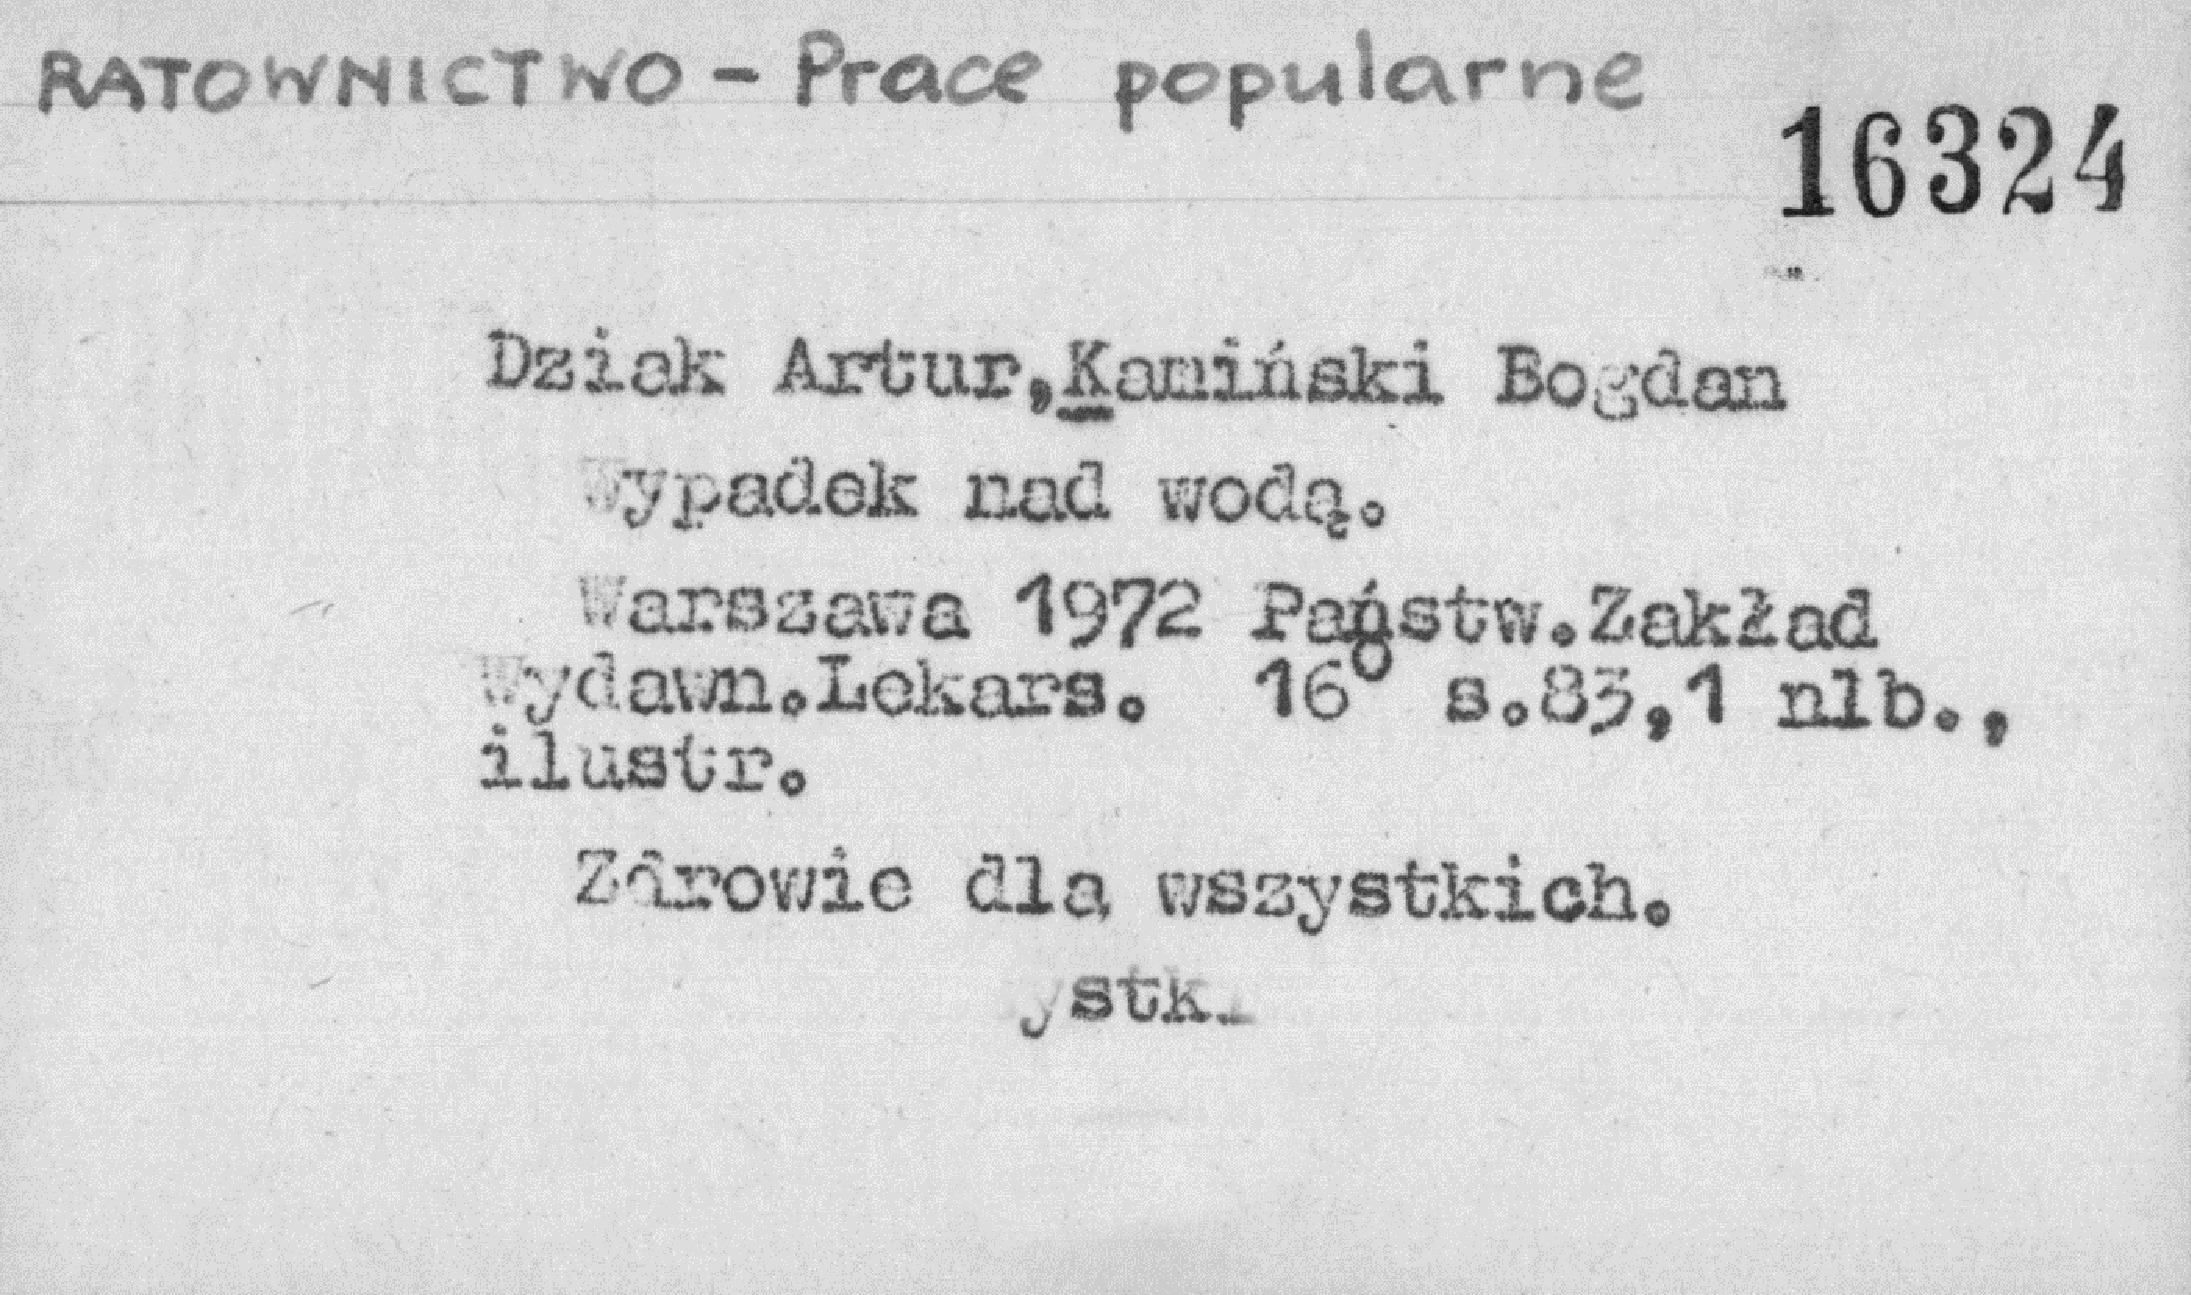 RATOWNICTWO - Prace popularne
16324
Dziak Artur,Kamiński Bogdan
Wypadek nad wodą.
Warszawa 1972 Państw.Zakład
Wydawn.Lekars. 16° s.83,1 nlb.,
ilustr.
Zdrowie dla wszystkich.
ystki